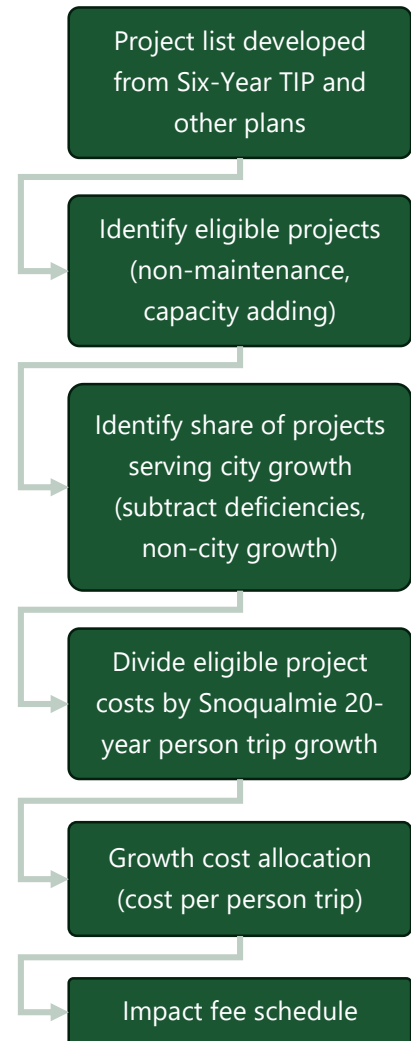 Project list developed
from Six-Year TIP and
other plans
Identify eligible projects
(non-maintenance,
capacity adding)
Identify share of projects
serving city growth
(subtract deficiencies,
non-city growth)
Divide eligible project
costs by Snoqualmie 20-
year person trip growth
Growth cost allocation
(cost per person trip)
Impact fee schedule